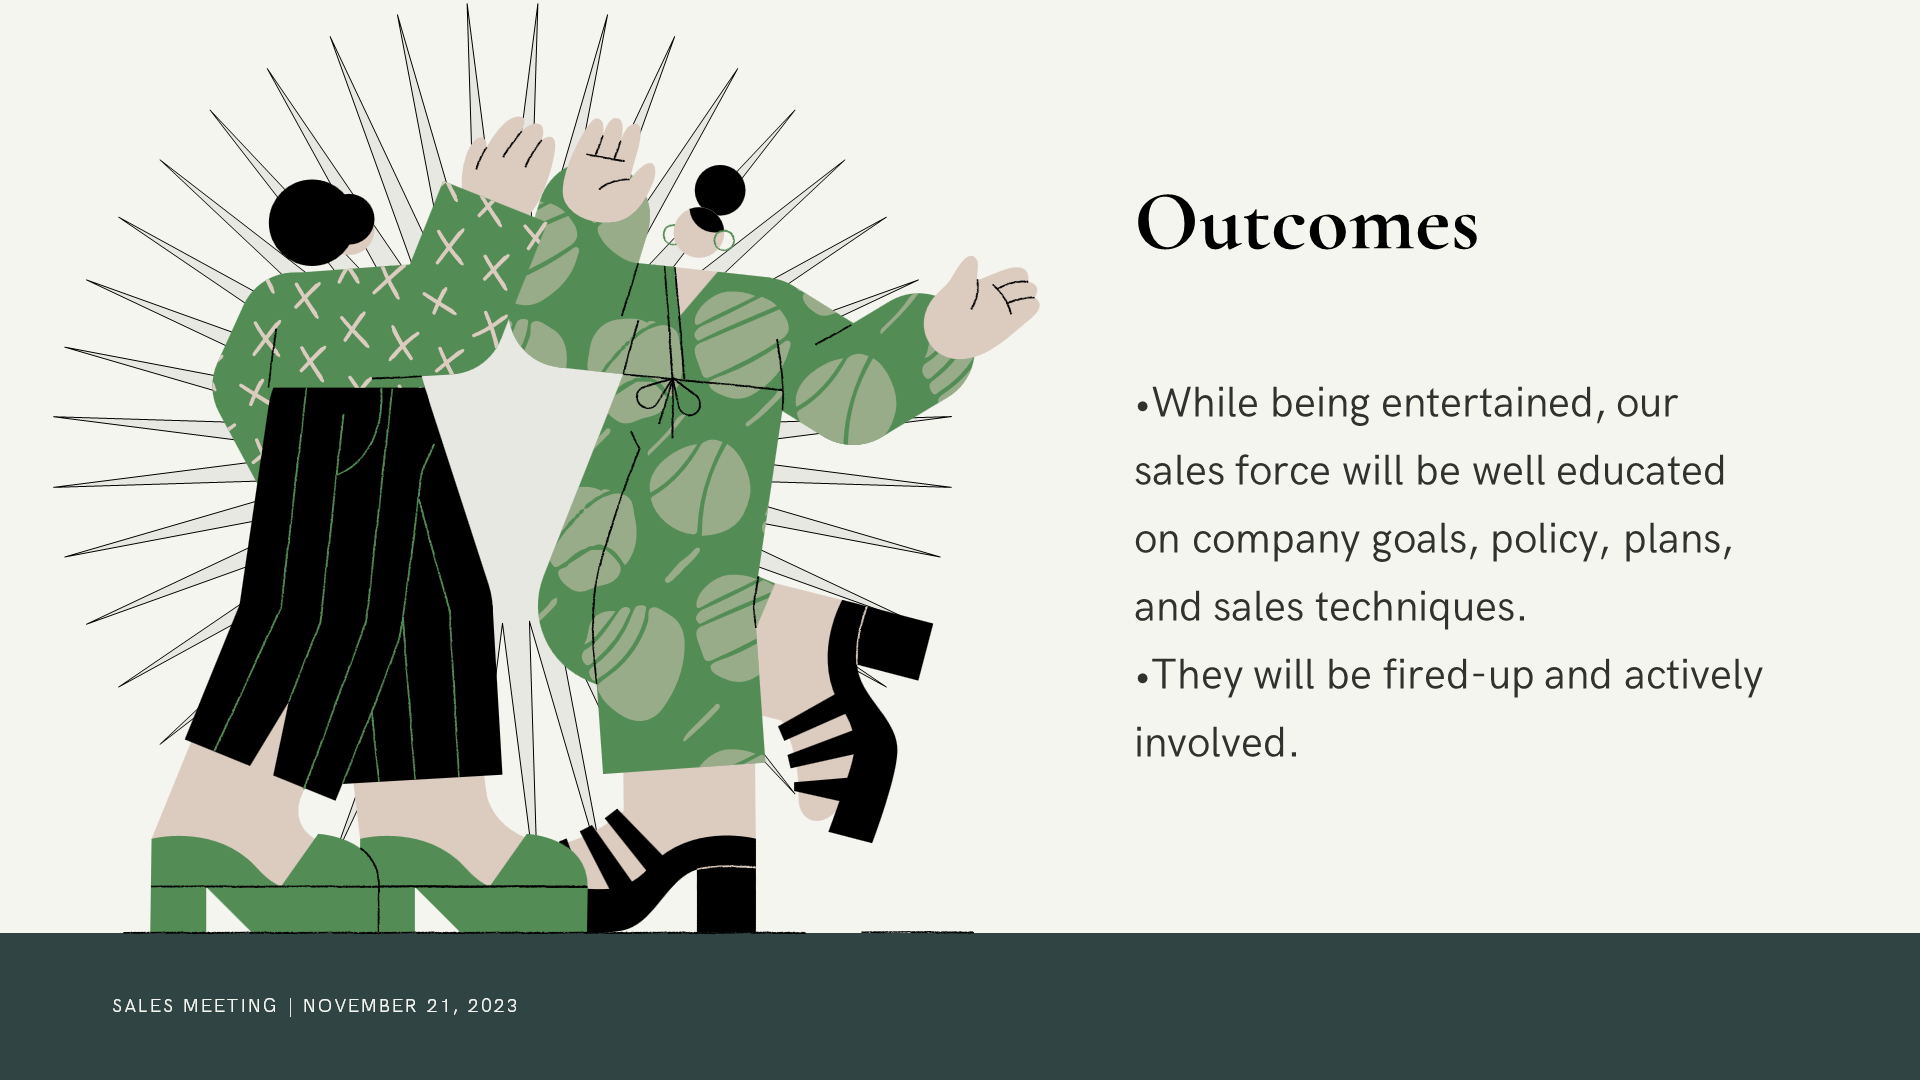 Outcomes
•While being entertained, our
sales force will be well educated
on company goals, policy, plans,
and sales techniques.
•They will be fired-up and actively
involved.
SALES MEETING | NOVEMBER 21, 2023